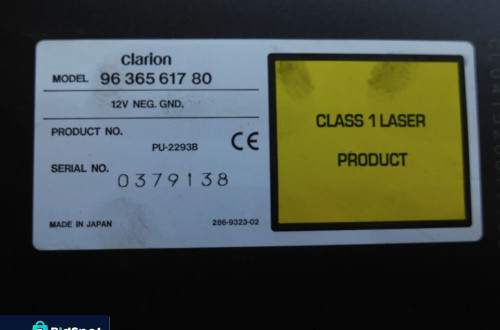 clarion
MODEL 96 365 617 80
12V NEG. GND.
PRODUCT NO.
PU-2293B
CE
SERIAL NO.
0379138
MADE IN JAPAN 286-9323-02
CLASS 1 LASER
PRODUCT